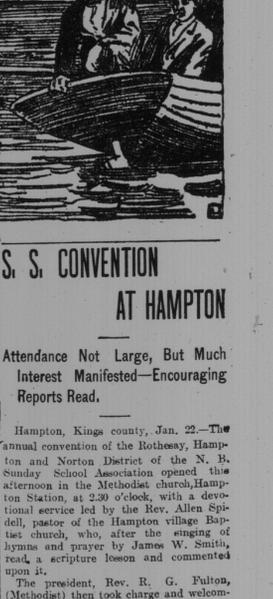 S. S. CONVENTION
AT HAMPTON
Attendance Not Large, But Much
Interest Manifested—Encouraging
Reports Read.
Hampton, Kings county, Jan. 22.—The
annual convention of the Rothesay, Hamp-
ton and Norton District of the N. B.
Sunday School Association opened this
afternoon in the Methodist church,Hamp-
ton Station, at 2.30 o'clock, with a devo-
tional service led by the Rev. Allen Spi-
dell, pastor of the Hampton village Bap-
tist church, who, after the singing of
hymns and prayer by James W. Smith,
read a scripture lesson and commented
upon it.
The president, Rev. R. G. Fulton,
(Methodist) then took charge and welcom-